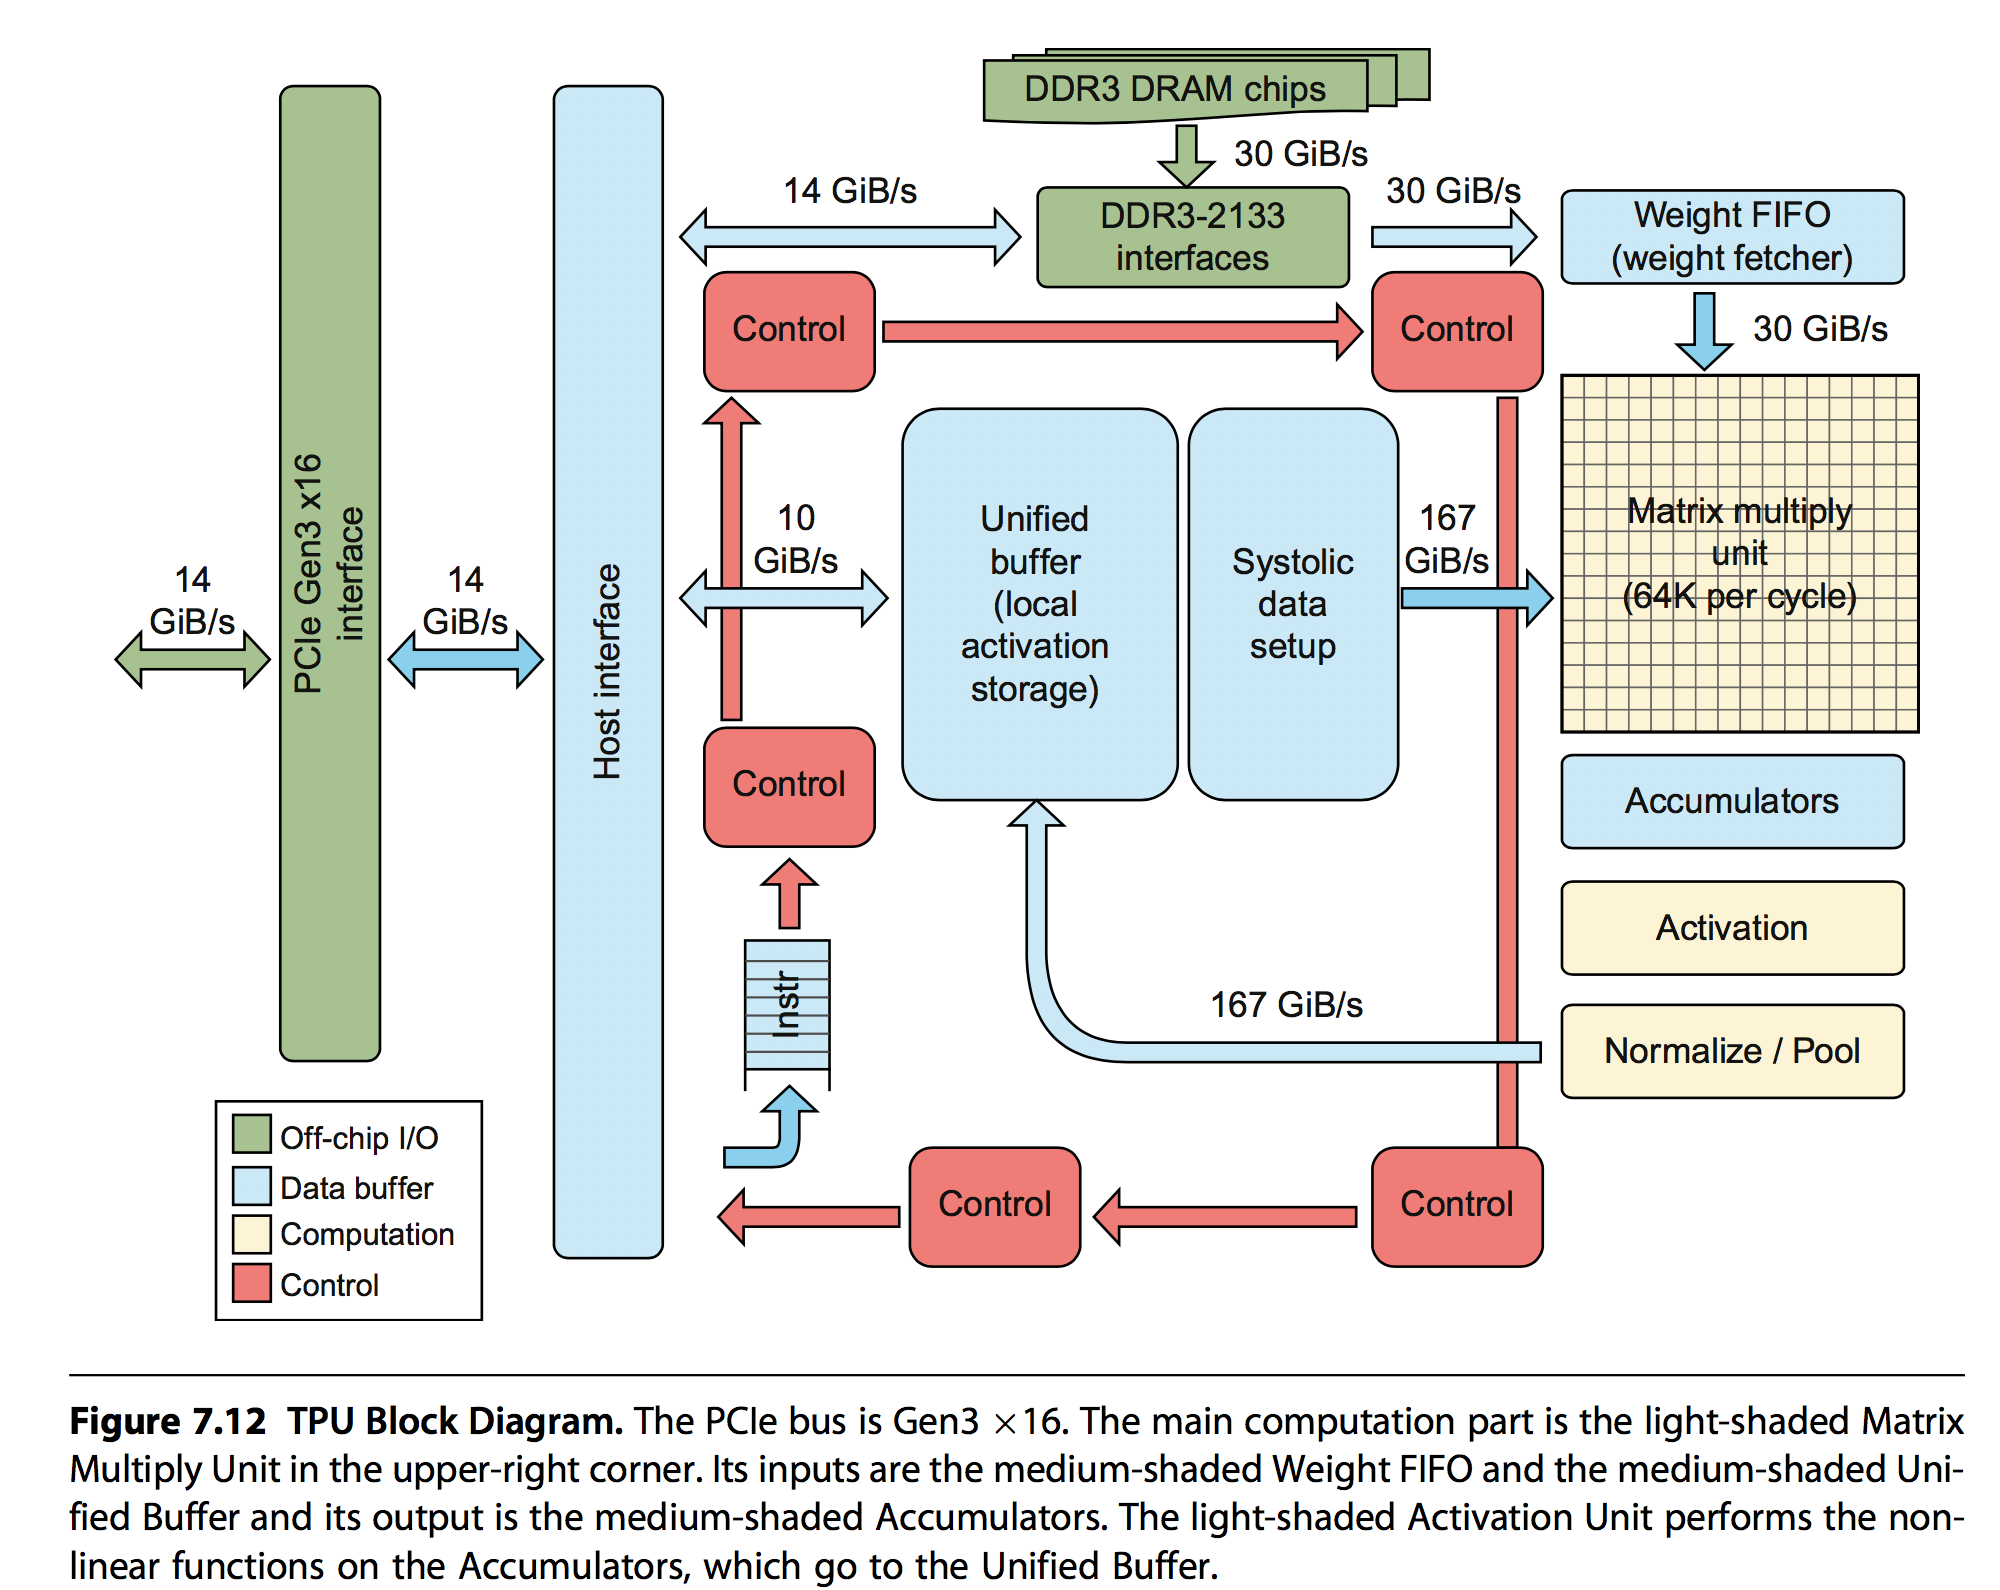 DDR3 DRAM chips
30 GiB/s
14 GiB/s
30 GiB/s
DDR3-2133
interfaces
Weight FIFO
(weight fetcher)
Control
Control
30 GiB/s
PCIe Gen3 x16
interface
Host interface
14
GiB/s
14
GiB/s
10
GiB/s
Unified
buffer
(local
activation
storage)
Systolic
data
setup
167
GiB/s
Matrix multiply
unit
(64K per cycle)
Control
Accumulators
Activation
Instr
167 GiB/s
Normalize / Pool
Control
Control
Off-chip I/O
Data buffer
Computation
Control
Figure 7.12 TPU Block Diagram. The PCIe bus is Gen3 ×16. The main computation part is the light-shaded Matrix
Multiply Unit in the upper-right corner. Its inputs are the medium-shaded Weight FIFO and the medium-shaded Uni-
fied Buffer and its output is the medium-shaded Accumulators. The light-shaded Activation Unit performs the non-
linear functions on the Accumulators, which go to the Unified Buffer.